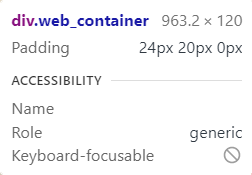 div.web_container 963.2 × 120
Padding 24px 20px 0px
ACCESSIBILITY
Name
Role generic
Keyboard-focusable